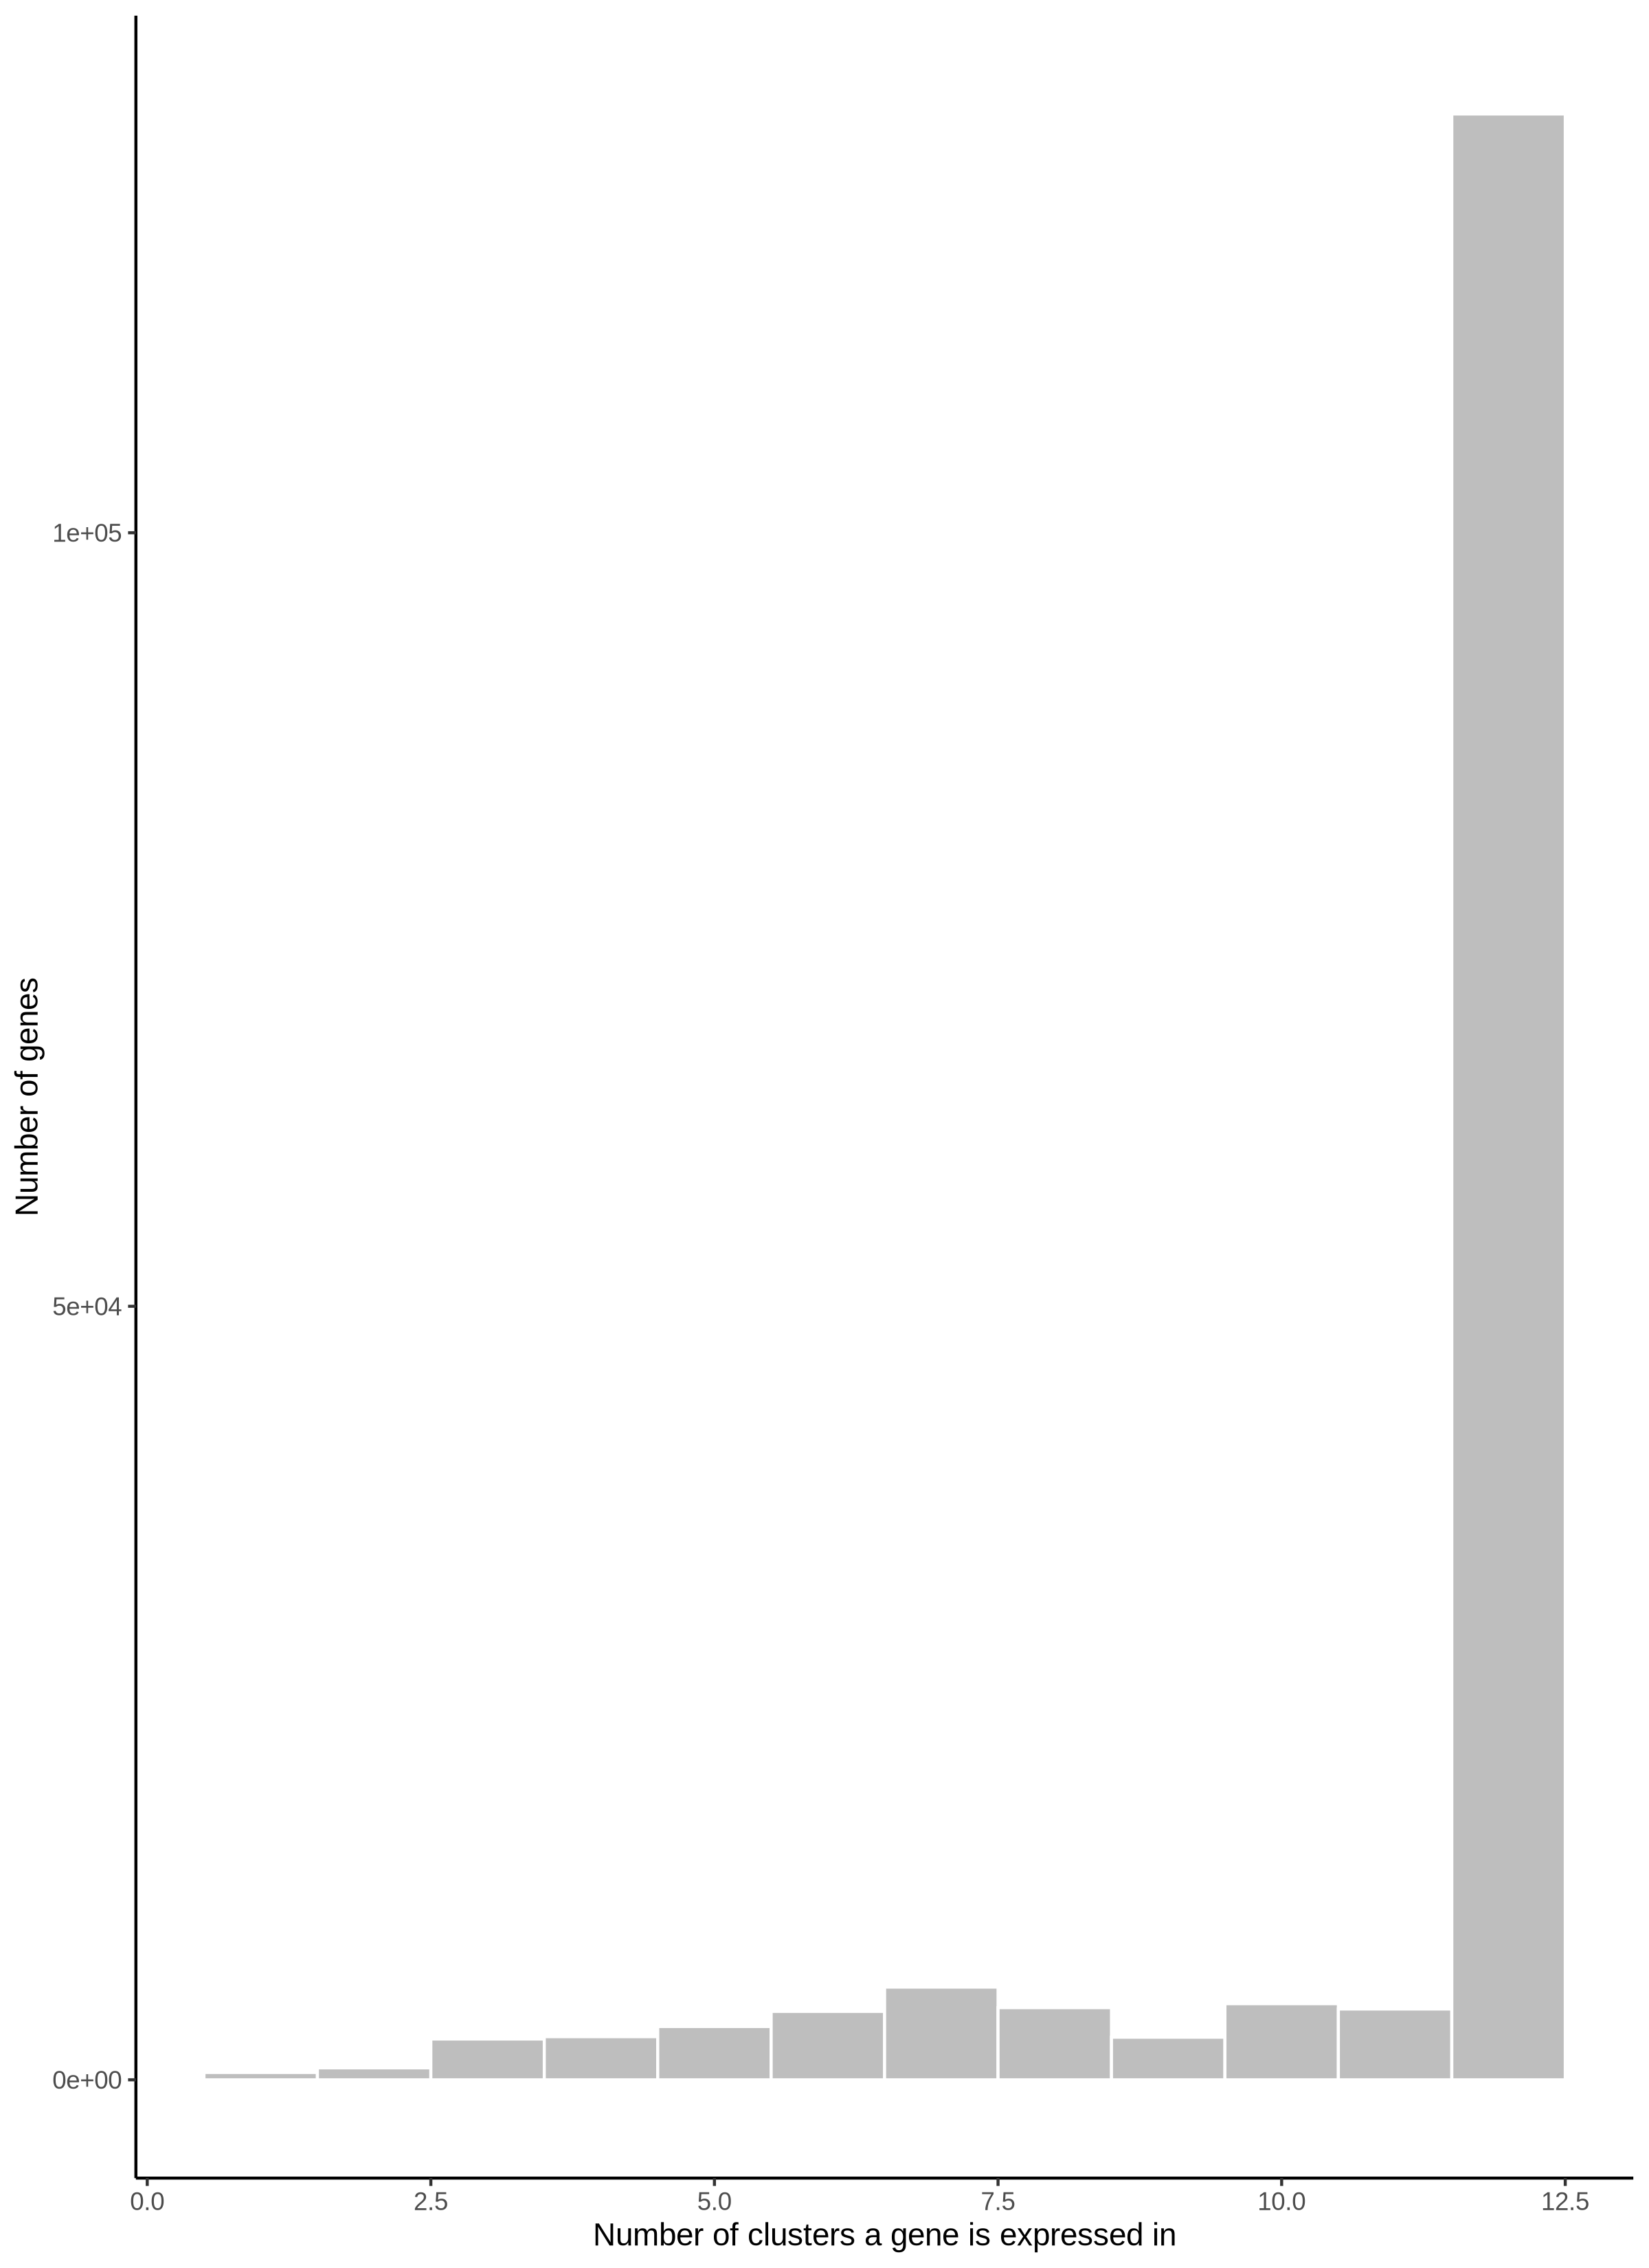 Number of genes
1e+05
5e+04
0e+00
0.0 2.5 5.0 7.5 10.0 12.5
Number of clusters a gene is expressed in